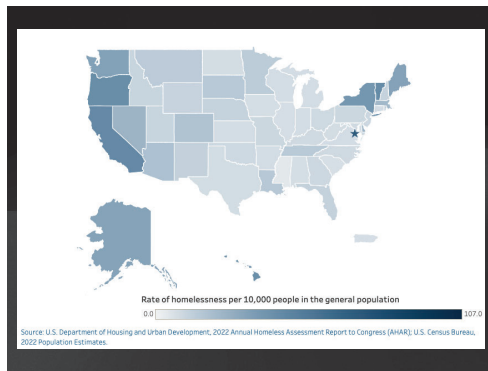 Rate of homelessness per 10,000 people in the general population
0.0 107.0
Source: U.S. Department of Housing and Urban Development, 2022 Annual Homeless Assessment Report to Congress (AHAR); U.S. Census Bureau,
2022 Population Estimates.